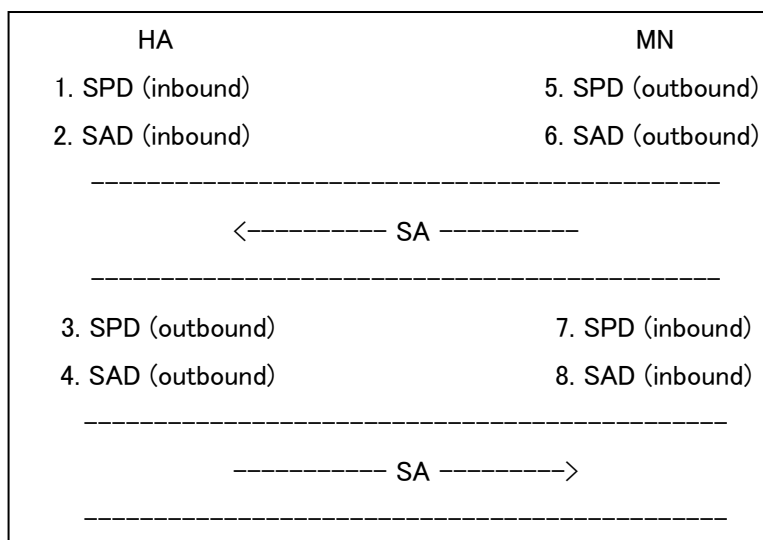 HA MN
1. SPD (inbound) 5. SPD (outbound)
2. SAD (inbound) 6. SAD (outbound)
---------------------------------------------
<---------- SA ----------
---------------------------------------------
3. SPD (outbound) 7. SPD (inbound)
4. SAD (outbound) 8. SAD (inbound)
----------------------------------------------
----------- SA --------->
----------------------------------------------